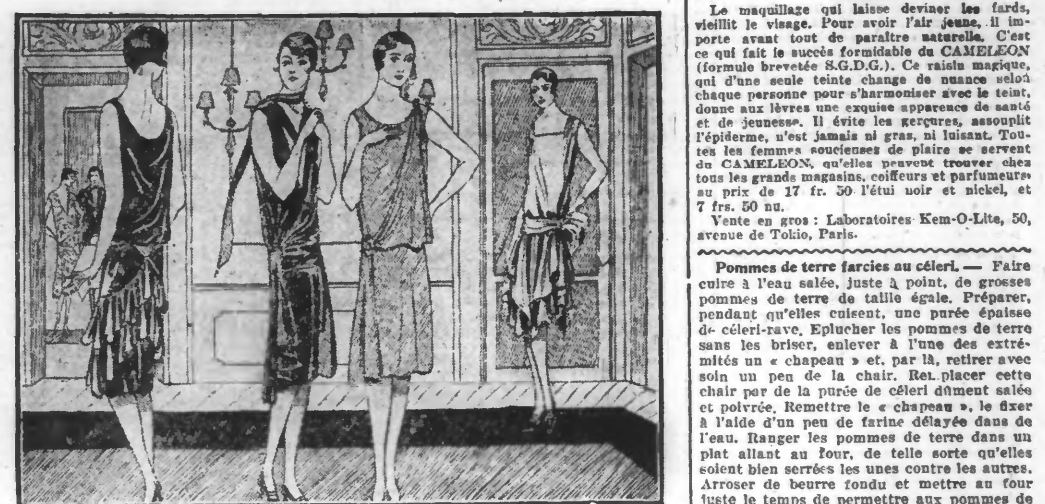 Le maquillage qui laisse deviner les fards,
vieillit le visage. Pour avoir l'air jeune, il im-
porte avant tout de paraître naturelle. C'est
ce qui fait le succès formidable du CAMELEON
(formule brevetée S.G.D.G.). Ce raisin magique,
qui d'une seule teinte change de nuance selon
chaque personne pour s'harmoniser avec le teint,
donne aux lèvres une exquise apparence de santé
et de jeunesse. Il évite les gerçures, assouplit
l'épiderme, n'est jamais ni gras, ni luisant. Tou-
tes les femmes soucieuses de plaire se servent
du CAMELEON, qu'elles peuvent trouver chez
tous les grands magasins, coiffeurs et parfumeurs
au prix de 17 fr. 50 l'étui noir et nickel, et
7 frs. 50 nu.
Vente en gros : Laboratoires Kem-O-Lite, 50,
avenue de Tokio, Paris.
Pommes de terre farcies au céleri. — Faire
cuire à l'eau salée, juste à point, de grosses
pommes de terre de taille égale. Préparer,
pendant qu'elles cuisent, une purée épaisse
de céleri-rave. Eplucher les pommes de terre
sans les briser, enlever à l'une des extré-
mités un « chapeau » et, par là, retirer avec
soin un peu de la chair. Remplacer cette
chair par de la purée de céleri dûment salée
et poivrée. Remettre le « chapeau », le fixer
à l'aide d'un peu de farine délayée dans de
l'eau. Ranger les pommes de terre dans un
plat allant au four, de telle sorte qu'elles
soient bien serrées les unes contre les autres.
Arroser de beurre fondu et mettre au four
juste le temps de permettre aux pommes de